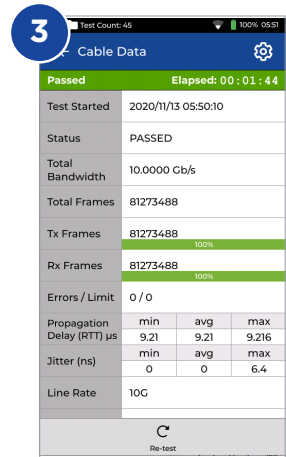 3
Test Count: 45
100% 05:51
Cable Data
Passed
Elapsed: 00:01:44
Test Started
2020/11/13 05:50:10
Status
PASSED
Total
Bandwidth
10.0000 Gb/s
Total Frames
81273488
Tx Frames
81273488
100%
Rx Frames
81273488
100%
Errors / Limit
0 / 0
Propagation
Delay (RTT) µs
min avg max
9.21 9.21 9.216
Jitter (ns)
min avg max
0 0 6.4
Line Rate
10G
Re-test